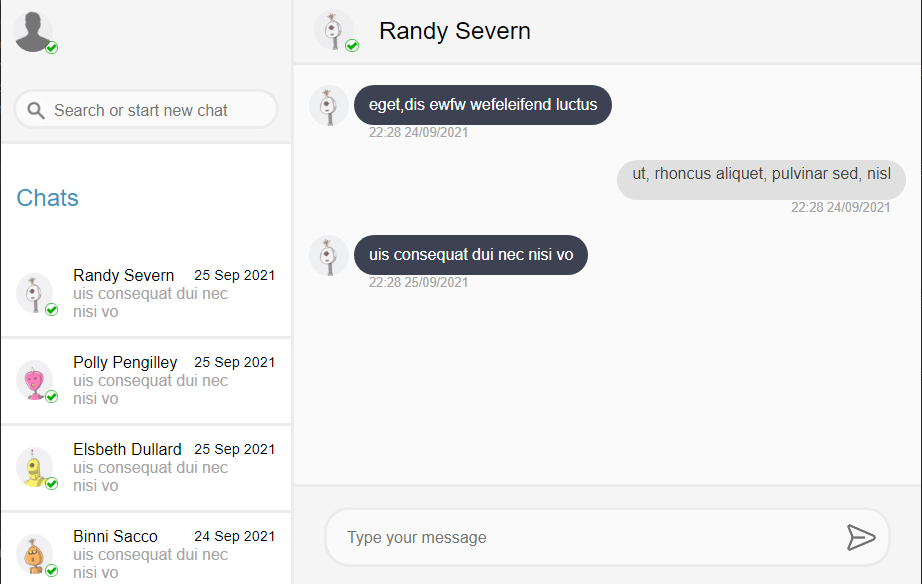 Search or start new chat
Chats
Randy Severn 25 Sep 2021
uis consequat dui nec
nisi vo
Polly Pengilley 25 Sep 2021
uis consequat dui nec
nisi vo
Elsbeth Dullard 25 Sep 2021
uis consequat dui nec
nisi vo
Binni Sacco 24 Sep 2021
uis consequat dui nec
nisi vo
Randy Severn
eget,dis ewfw wefeleifend luctus
22:28 24/09/2021
ut, rhoncus aliquet, pulvinar sed, nisl
22:28 24/09/2021
uis consequat dui nec nisi vo
22:28 25/09/2021
Type your message